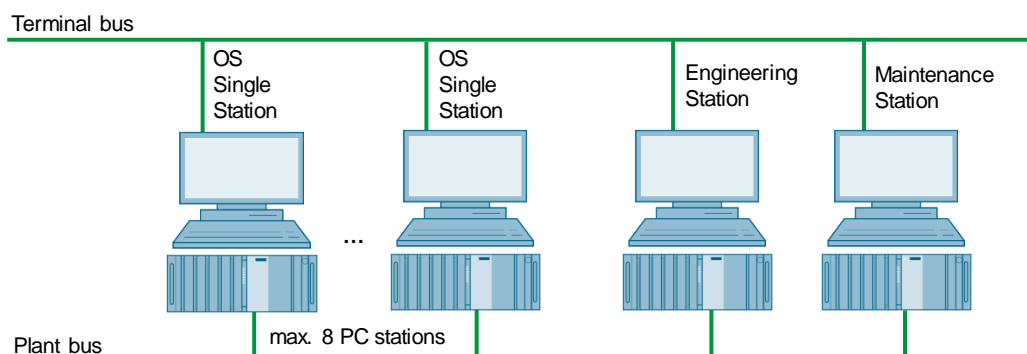 Terminal bus
OS
Single
Station
OS
Single
Station
Engineering
Station
Maintenance
Station
...
max. 8 PC stations
Plant bus